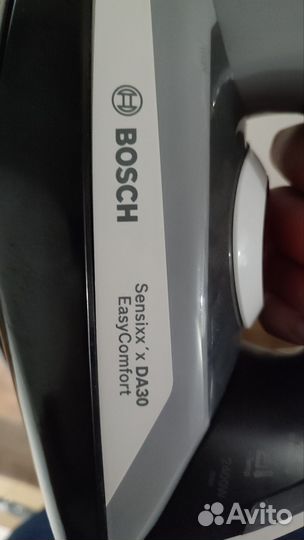 BOSCH
Sensixx'x DA30
EasyComfort
Avito